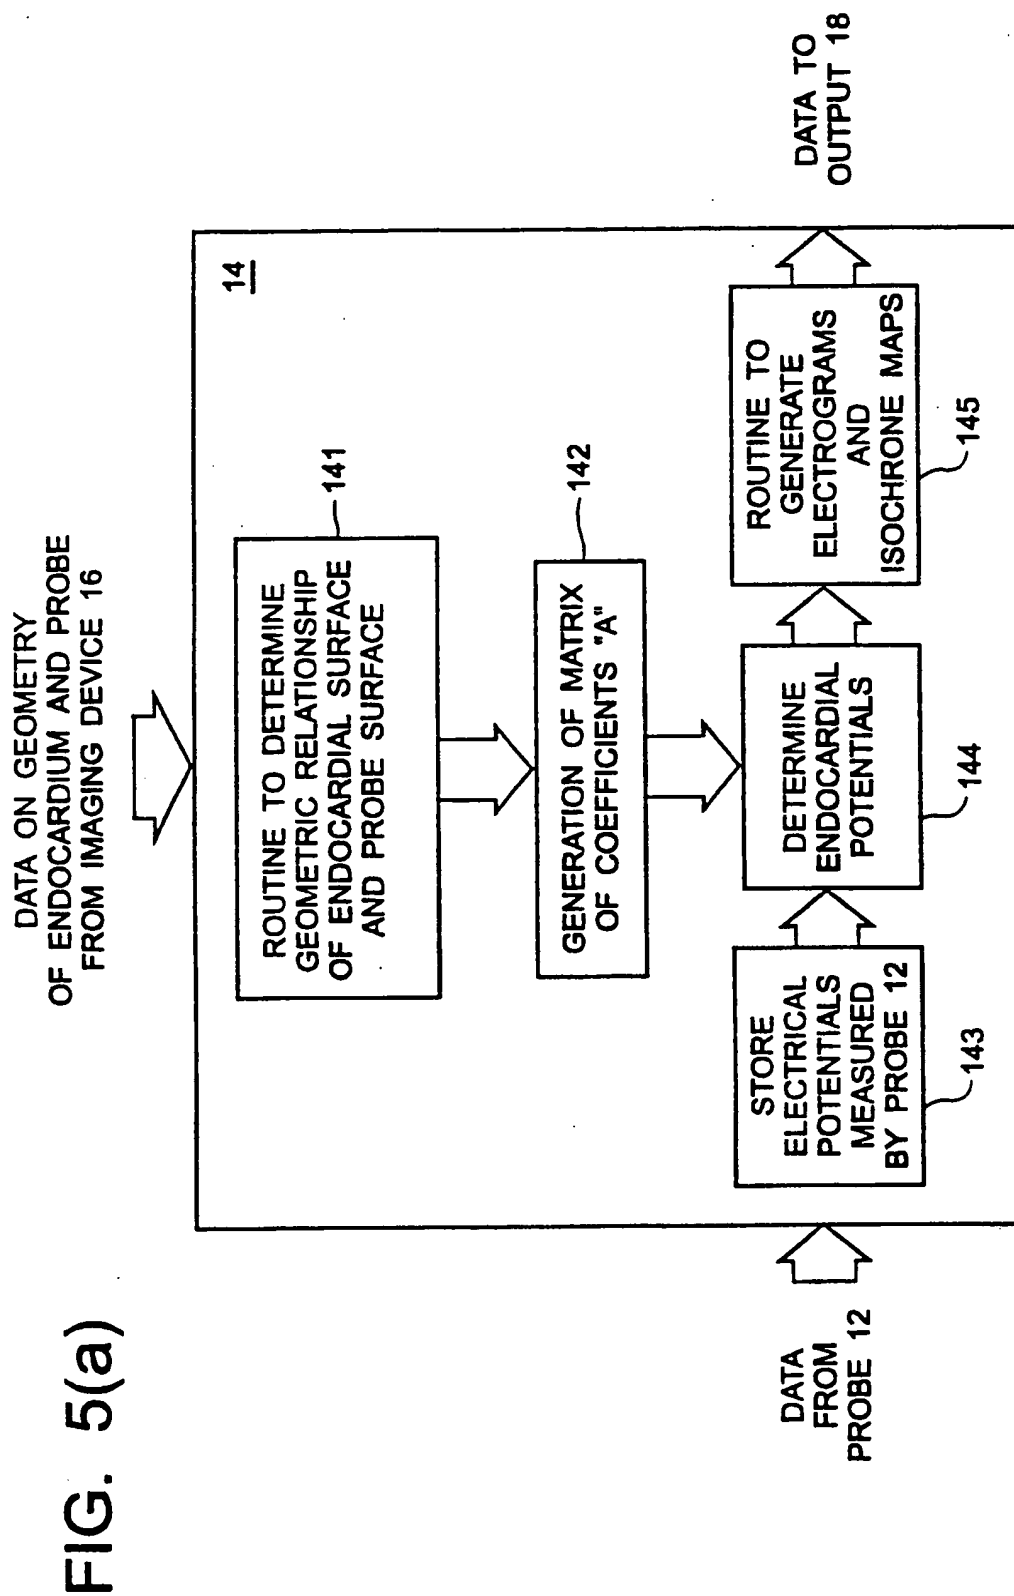 FIG. 5(a)
DATA ON GEOMETRY
OF ENDOCARDIUM AND PROBE
FROM IMAGING DEVICE 16
14
ROUTINE TO DETERMINE
GEOMETRIC RELATIONSHIP
OF ENDOCARDIAL SURFACE
AND PROBE SURFACE
141
GENERATION OF MATRIX
OF COEFFICIENTS "A"
142
DATA
FROM
PROBE 12
STORE
ELECTRICAL
POTENTIALS
MEASURED
BY PROBE 12
143
DETERMINE
ENDOCARDIAL
POTENTIALS
144
ROUTINE TO
GENERATE
ELECTROGRAMS
AND
ISOCHRONE MAPS
145
DATA TO
OUTPUT 18